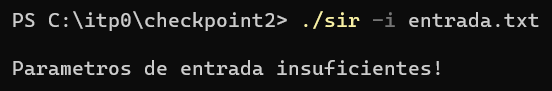 PS C:\itp0\checkpoint2> ./sir -i entrada.txt
Parametros de entrada insuficientes!